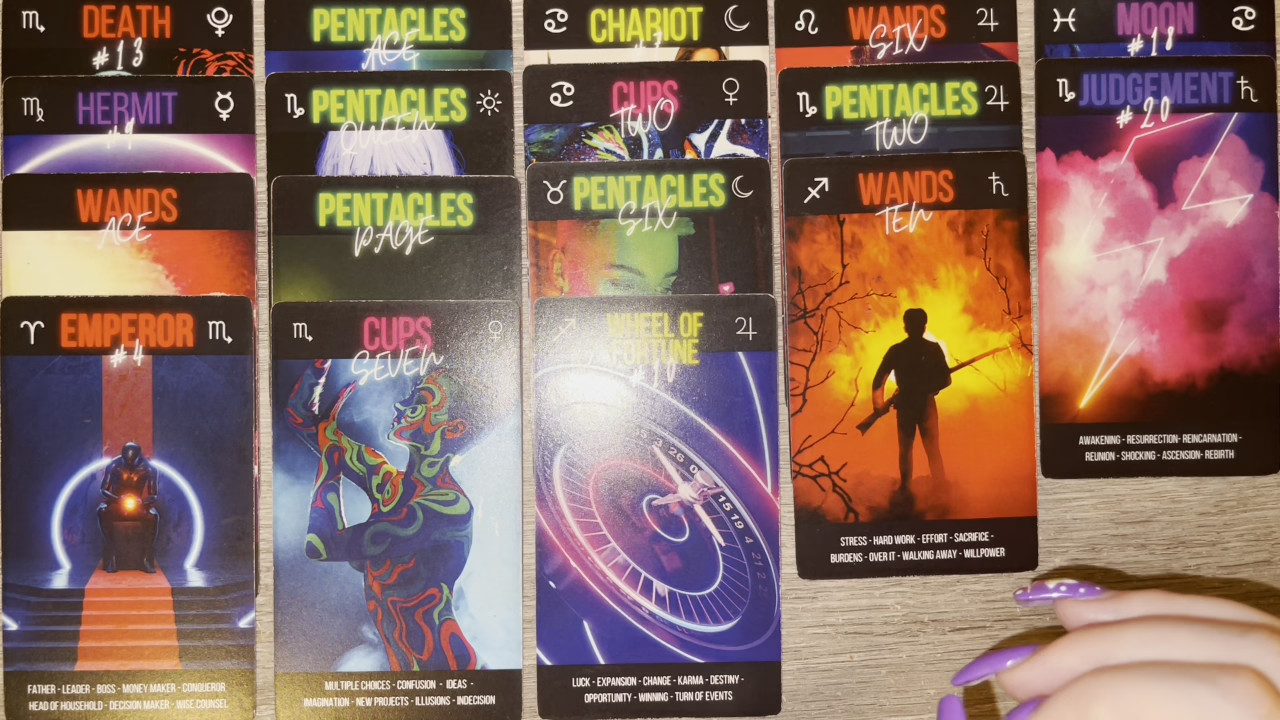 DEATH
#13
HERMIT
#9
WANDS
ACE
EMPEROR
#4
FATHER - LEADER - BOSS - MONEY MAKER - CONQUEROR
HEAD OF HOUSEHOLD - DECISION MAKER - WISE COUNSEL
PENTACLES
ACE
PENTACLES
QUEEN
PENTACLES
PAGE
CUPS
SEVEN
MULTIPLE CHOICES - CONFUSION - IDEAS -
IMAGINATION - NEW PROJECTS - ILLUSIONS - INDECISION
CHARIOT
#7
CUPS
TWO
PENTACLES
SIX
WHEEL OF
FORTUNE
#10
LUCK - EXPANSION - CHANGE - KARMA - DESTINY -
OPPORTUNITY - WINNING - TURN OF EVENTS
WANDS
SIX
PENTACLES
TWO
WANDS
TEN
STRESS - HARD WORK - EFFORT - SACRIFICE -
BURDENS - OVER IT - WALKING AWAY - WILLPOWER
MOON
#18
JUDGEMENT
#20
AWAKENING - RESURRECTION- REINCARNATION -
REUNION - SHOCKING - ASCENSION- REBIRTH